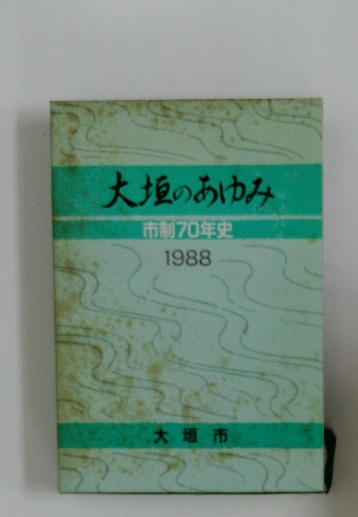 大垣のあゆみ
市制70年史
1988
大垣市